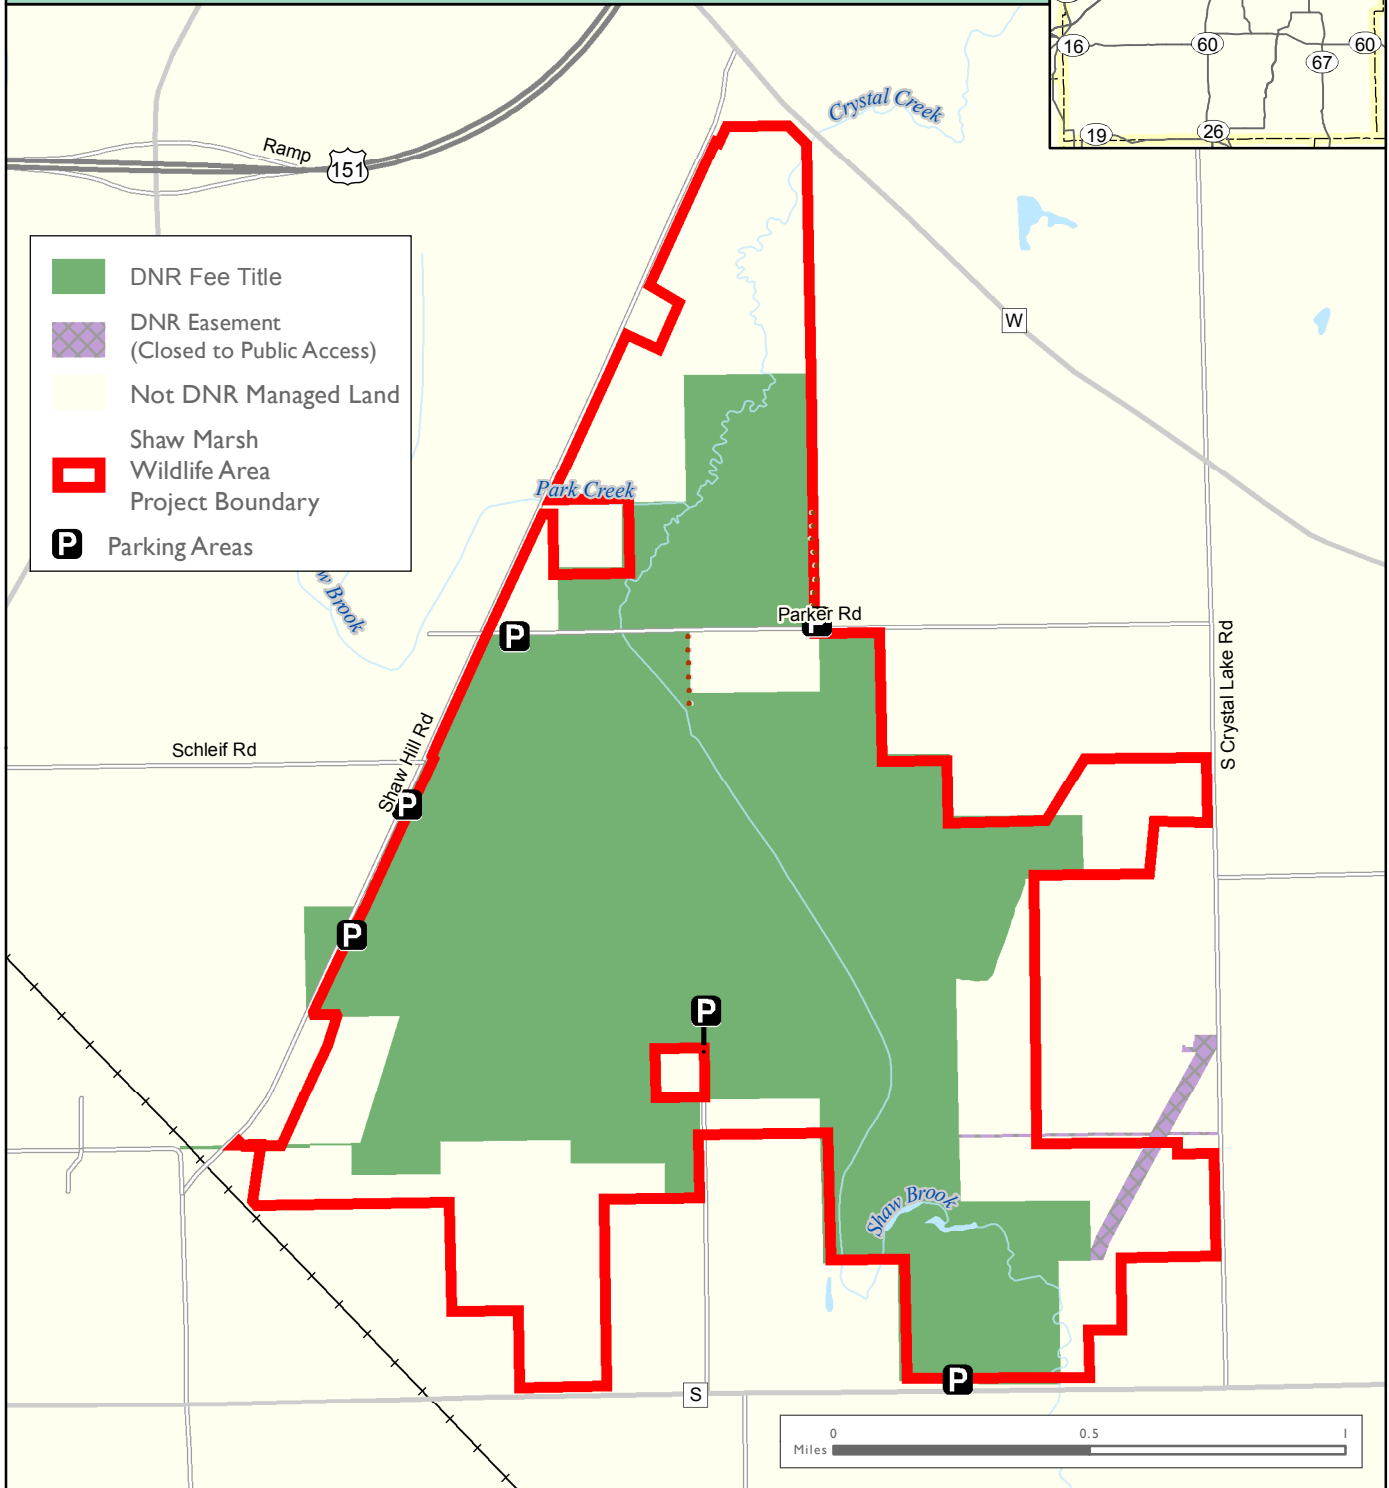 16
60
60
67
19
26
Crystal Creek
Ramp
151
W
DNR Fee Title
DNR Easement
(Closed to Public Access)
Not DNR Managed Land
Shaw Marsh
Wildlife Area
Project Boundary
P
Parking Areas
Park Creek
w Brook
Parker Rd
P
P
S Crystal Lake Rd
Schleif Rd
Shaw Hill Rd
P
P
P
Shaw Brook
P
S
0
0.5
1
Miles